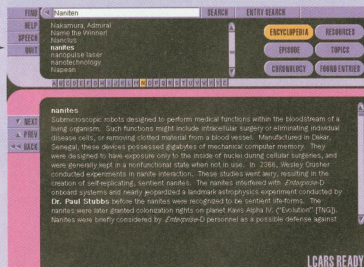 FIND Naniten SEARCH ENTRY SEARCH
HELP
SPEECH
QUIT
Nakamura, Admiral
Name the Winner!
Nanclus
nanites
nanopulse laser
nanotechnology
Napean
ENCYCLOPEDIA RESOURCES
EPISODE TOPICS
CHRONOLOGY FOUND ENTRIES
A B C D E F G H I J K L M N O P Q R S T U V W X Y Z
NEXT
PREV
BACK
nanites
Submicroscopic robots designed to perform medical functions within the bloodstream of a
living organism. Such functions might include intracellular surgery or eliminating individual
disease cells, or removing clotted material from a blood vessel. Manufactured in Dakar,
Senegal, these devices possessed gigabytes of mechanical computer memory. They
were designed to have exposure only to the inside of nuclei during cellular surgeries, and
were generally kept in a nonfunctional state when not in use. In 2366, Wesley Crusher
conducted experiments in nanite interaction. These studies went awry, resulting in the
creation of self-replicating, sentient nanites. The nanites interfered with Enterprise-D
onboard systems and nearly jeopardized a landmark astrophysics experiment conducted by
Dr. Paul Stubbs before the nanites were recognized to be sentient life-forms. The
nanites were later granted colonization rights on planet Kavis Alpha IV. ("Evolution" [TNG]).
Nanites were briefly considered by Enterprise-D personnel as a possible defense against
LCARS READY